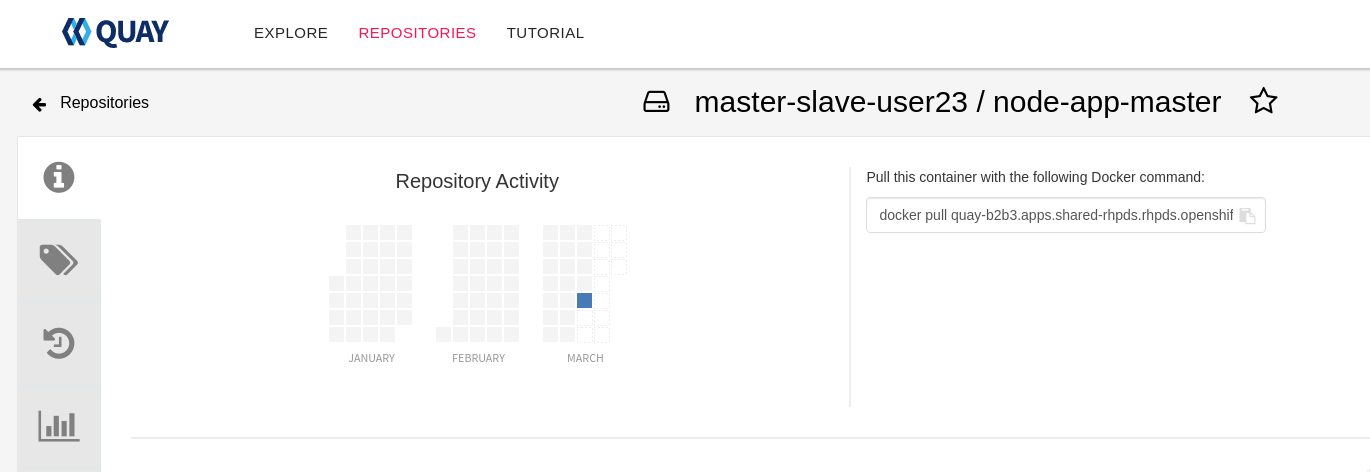 QUAY
EXPLORE REPOSITORIES TUTORIAL
Repositories
master-slave-user23 / node-app-master
Repository Activity
JANUARY FEBRUARY MARCH
Pull this container with the following Docker command:
docker pull quay-b2b3.apps.shared-rhpds.rhpds.openshif